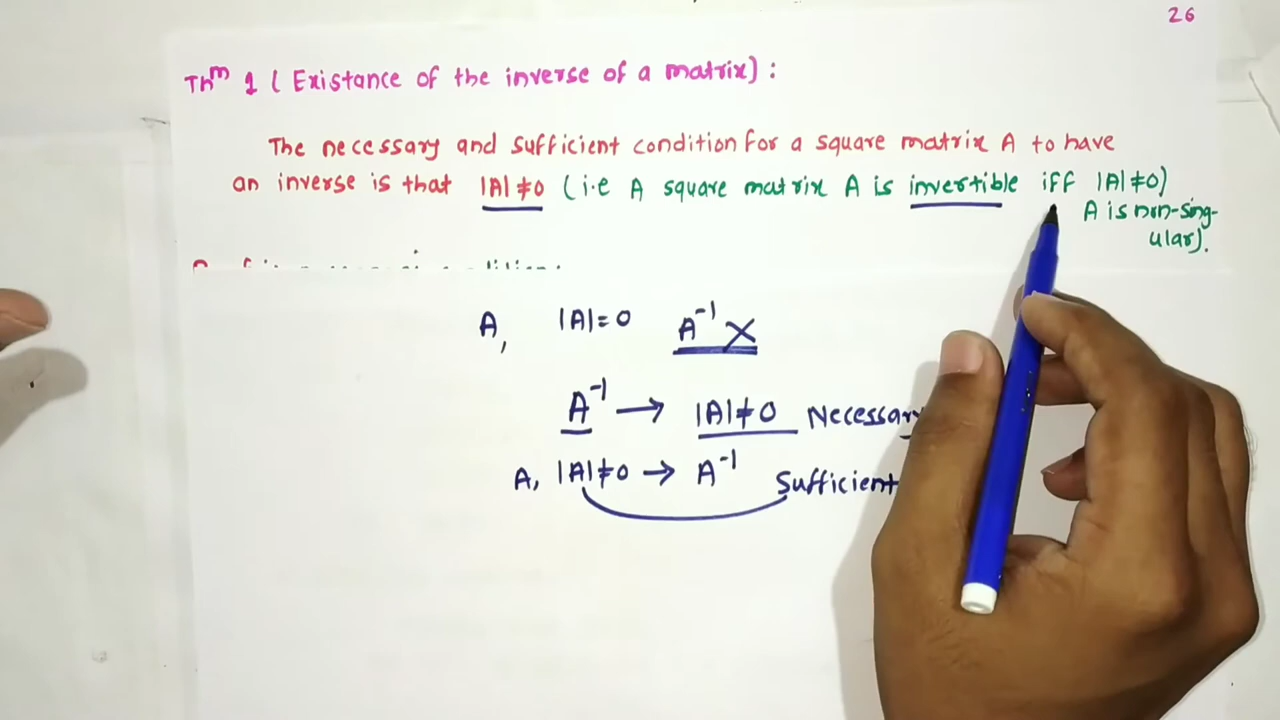 26
Thm 1 ( Existance of the inverse of a matrix) :
The necessary and sufficient condition for a square matrix A to have
an inverse is that |A|≠0 (i.e A square matrix A is invertible iff |A|≠0)
A is non-sing-
ular).
A, |A|=0 A⁻¹ X
A⁻¹ → |A|≠0 Necessary
A, |A|≠0 → A⁻¹ Sufficient